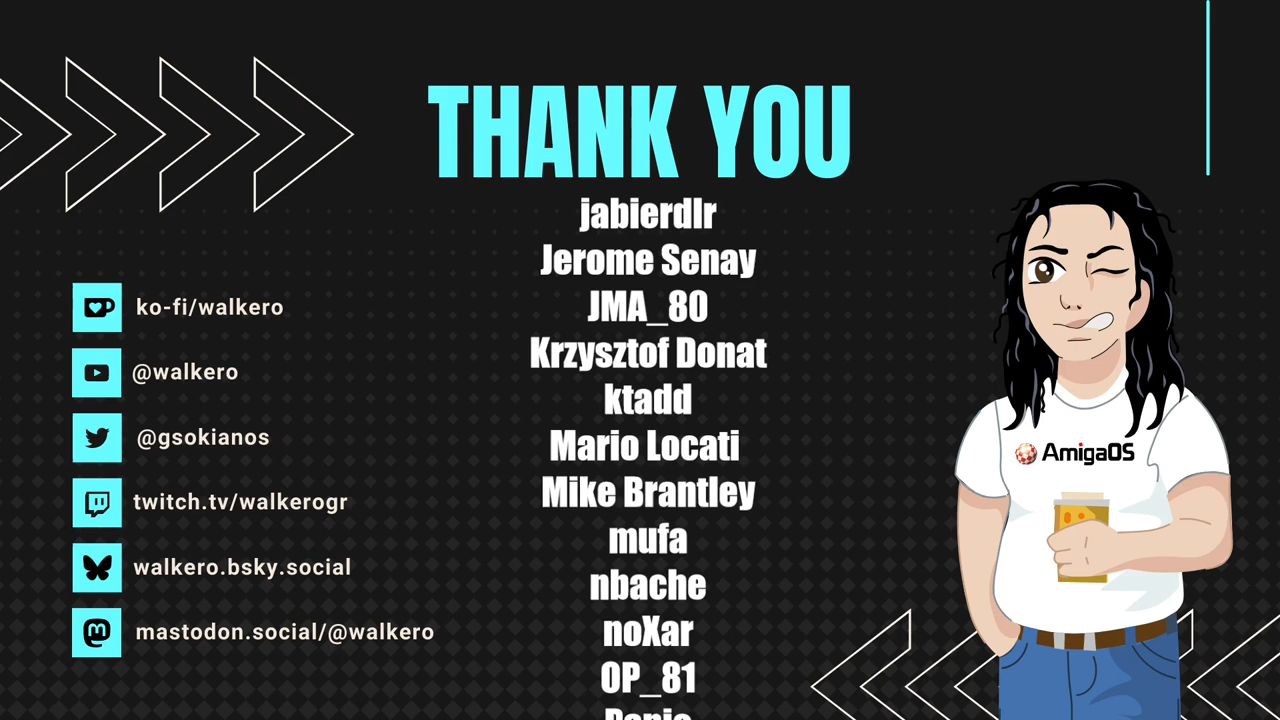 THANK YOU
jabierdlr
Jerome Senay
JMA_80
Krzysztof Donat
ktadd
Mario Locati
Mike Brantley
mufa
nbache
noXar
OP_81
ko-fi/walkero
@walkero
@gsokianos
twitch.tv/walkerogr
walkero.bsky.social
mastodon.social/@walkero
AmigaOS